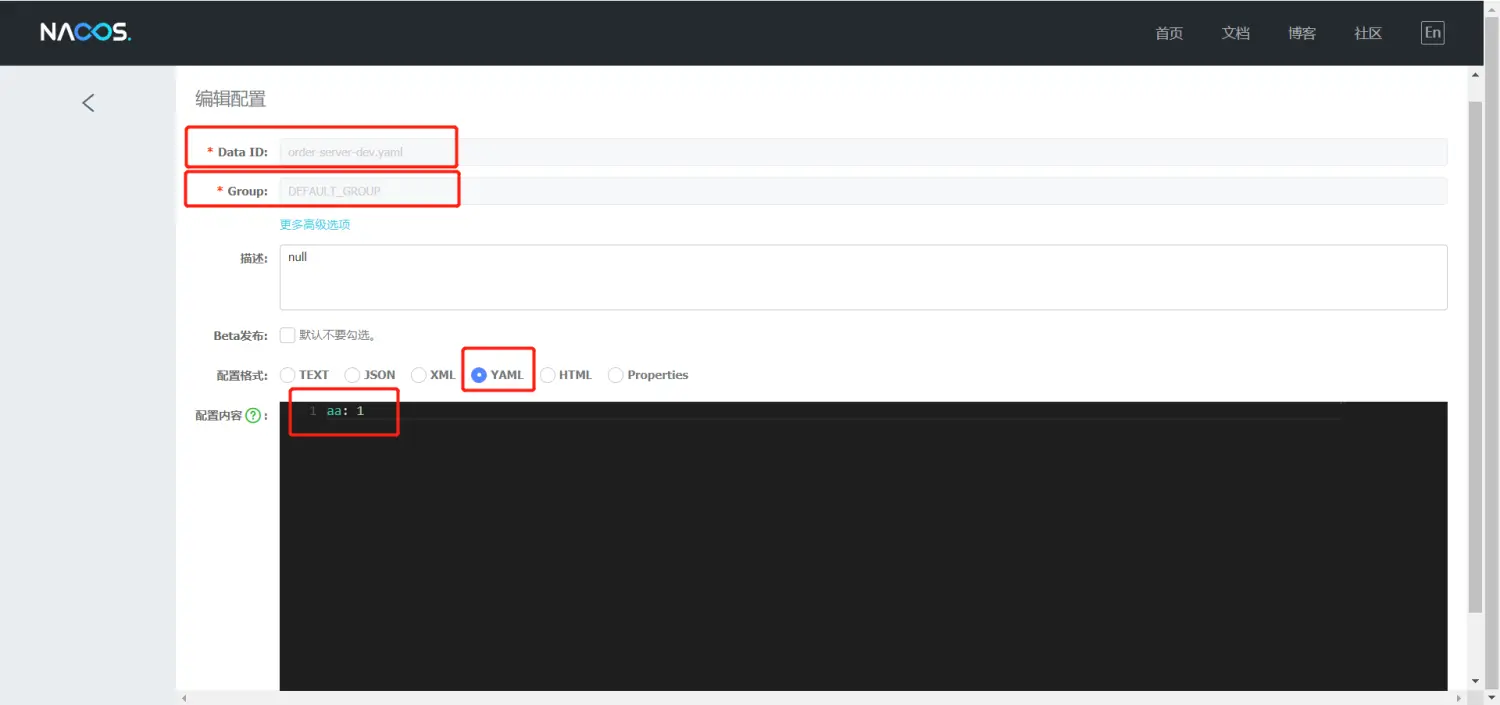 NACOS.
首页 文档 博客 社区 En
编辑配置
* Data ID: order-server-dev.yaml
* Group: DEFAULT_GROUP
更多高级选项
描述: null
Beta发布: 默认不要勾选。
配置格式: TEXT JSON XML YAML HTML Properties
配置内容 ? :
1 aa: 1